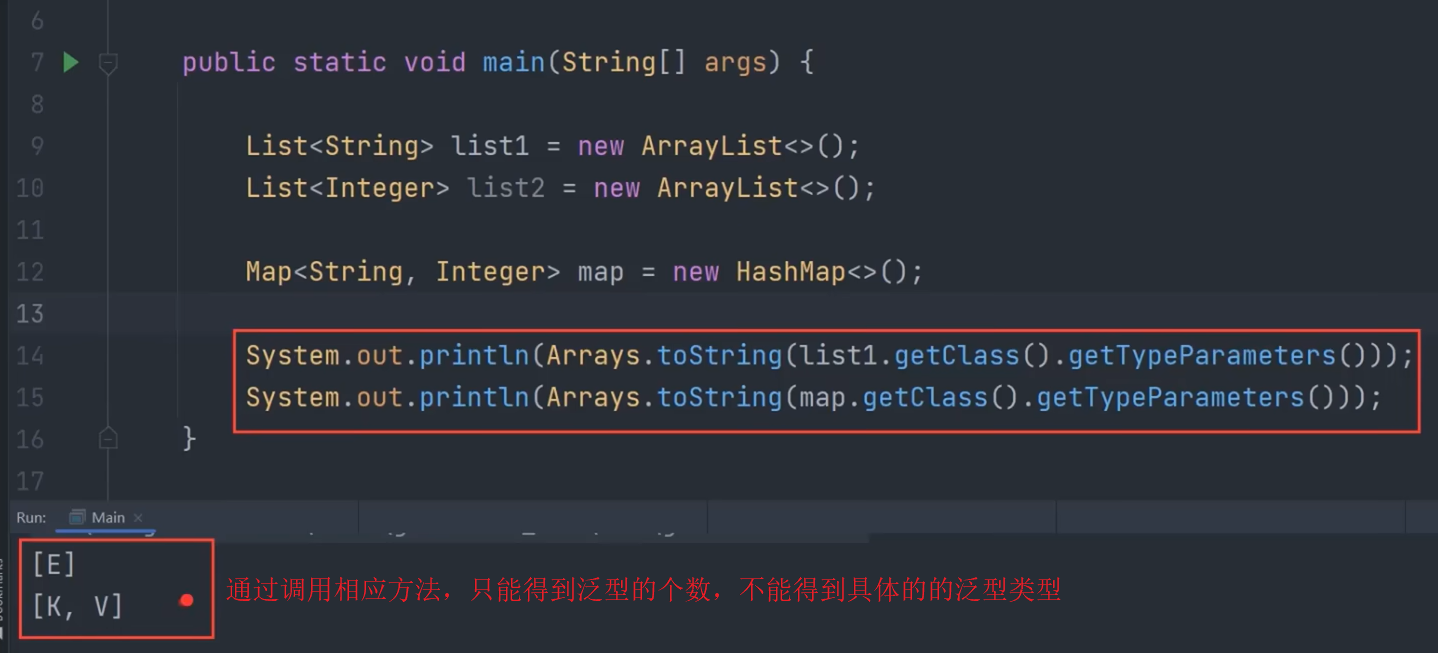 6
7 public static void main(String[] args) {
8
9 List<String> list1 = new ArrayList<>();
10 List<Integer> list2 = new ArrayList<>();
11
12 Map<String, Integer> map = new HashMap<>();
13
14 System.out.println(Arrays.toString(list1.getClass().getTypeParameters()));
15 System.out.println(Arrays.toString(map.getClass().getTypeParameters()));
16 }
17
Run: Main ×
[E]
[K, V]
通过调用相应方法，只能得到泛型的个数，不能得到具体的的泛型类型